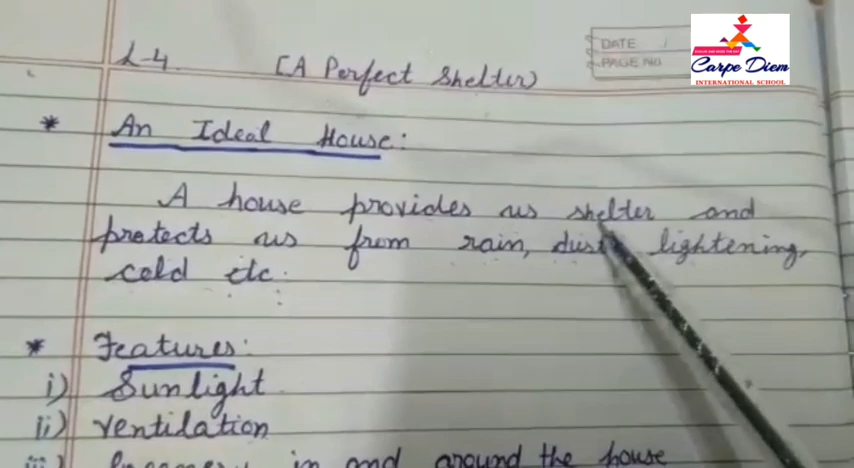 L-4 [A Perfect Shelter)
DATE
PAGE NO
Carpe Diem
INTERNATIONAL SCHOOL
* An Ideal House:
A house provides us shelter and
protects us from rain, dust, lightening,
cold etc.
* Features:
i) Sunlight
ii) Ventilation
iii) in and around the house